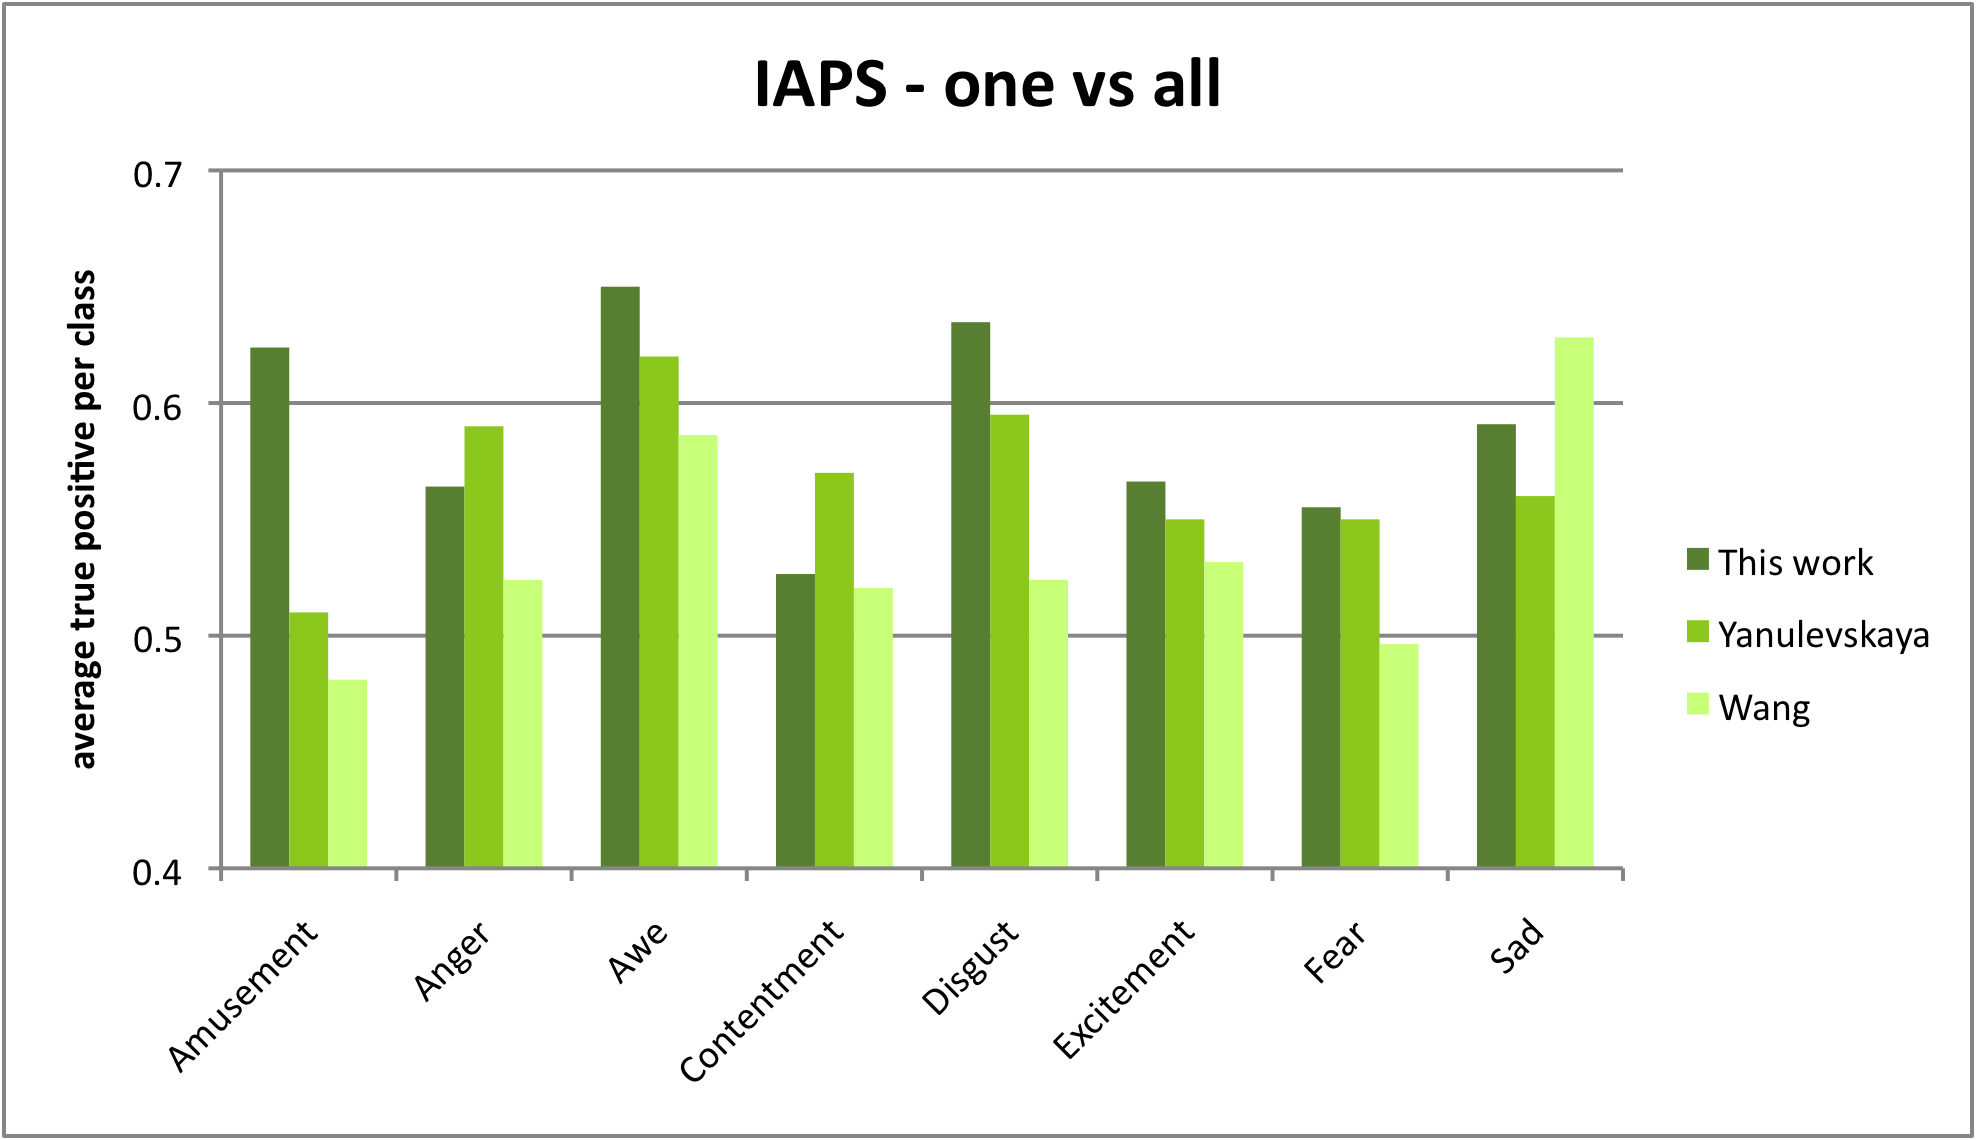 IAPS - one vs all
average true positive per class
0.7
0.6
0.5
0.4
Amusement
Anger
Awe
Contentment
Disgust
Excitement
Fear
Sad
This work
Yanulevskaya
Wang